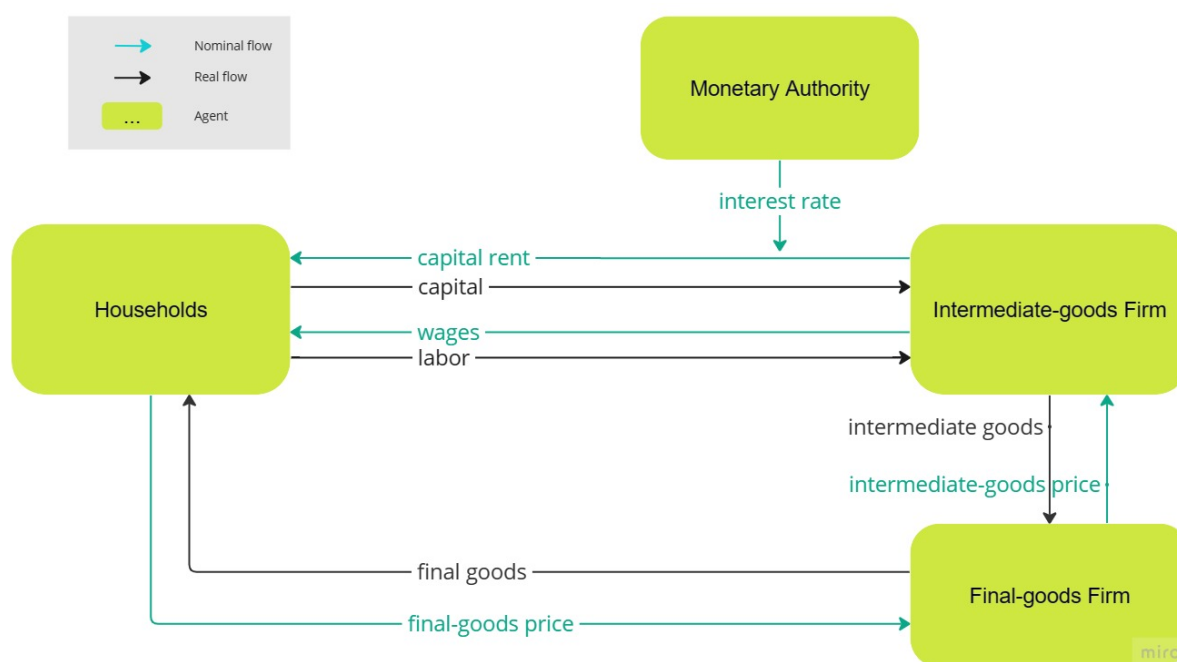 Nominal flow
Real flow
...
Agent
Monetary Authority
interest rate
Households
capital rent
capital
wages
labor
Intermediate-goods Firm
intermediate goods
intermediate-goods price
final goods
final-goods price
Final-goods Firm
miro